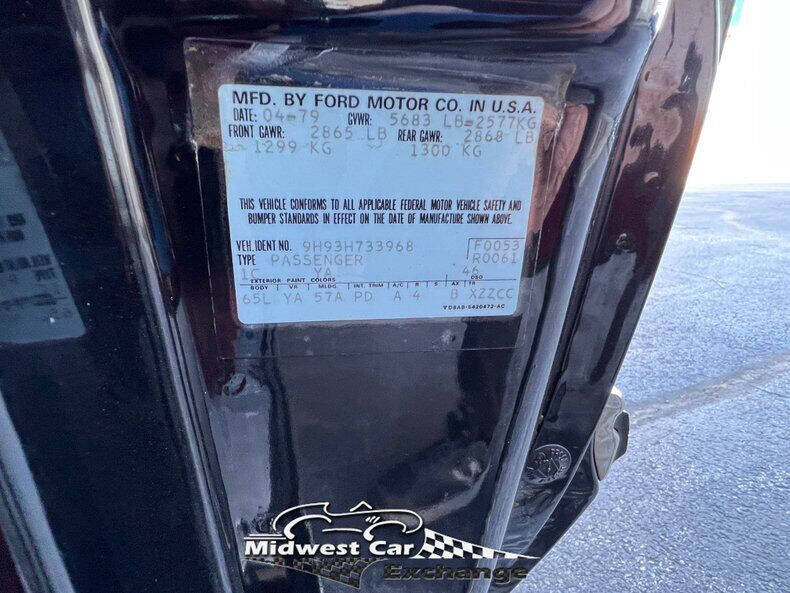 MFD. BY FORD MOTOR CO. IN U.S.A.
DATE: 04-79 GVWR: 5683 LB=2577KG
FRONT GAWR: 2865 LB REAR GAWR: 2868 LB
= 1299 KG 1300 KG
THIS VEHICLE CONFORMS TO ALL APPLICABLE FEDERAL MOTOR VEHICLE SAFETY AND
BUMPER STANDARDS IN EFFECT ON THE DATE OF MANUFACTURE SHOWN ABOVE.
VEH. IDENT NO. 9H93H733968 F0053
TYPE PASSENGER R0061
1C YA 46
EXTERIOR PAINT COLORS DSO
BODY VR MLDG INT. TRIM A/C R S AX TR
65L YA 57A PD A 4 B XZZCC
Midwest Car
Exchange